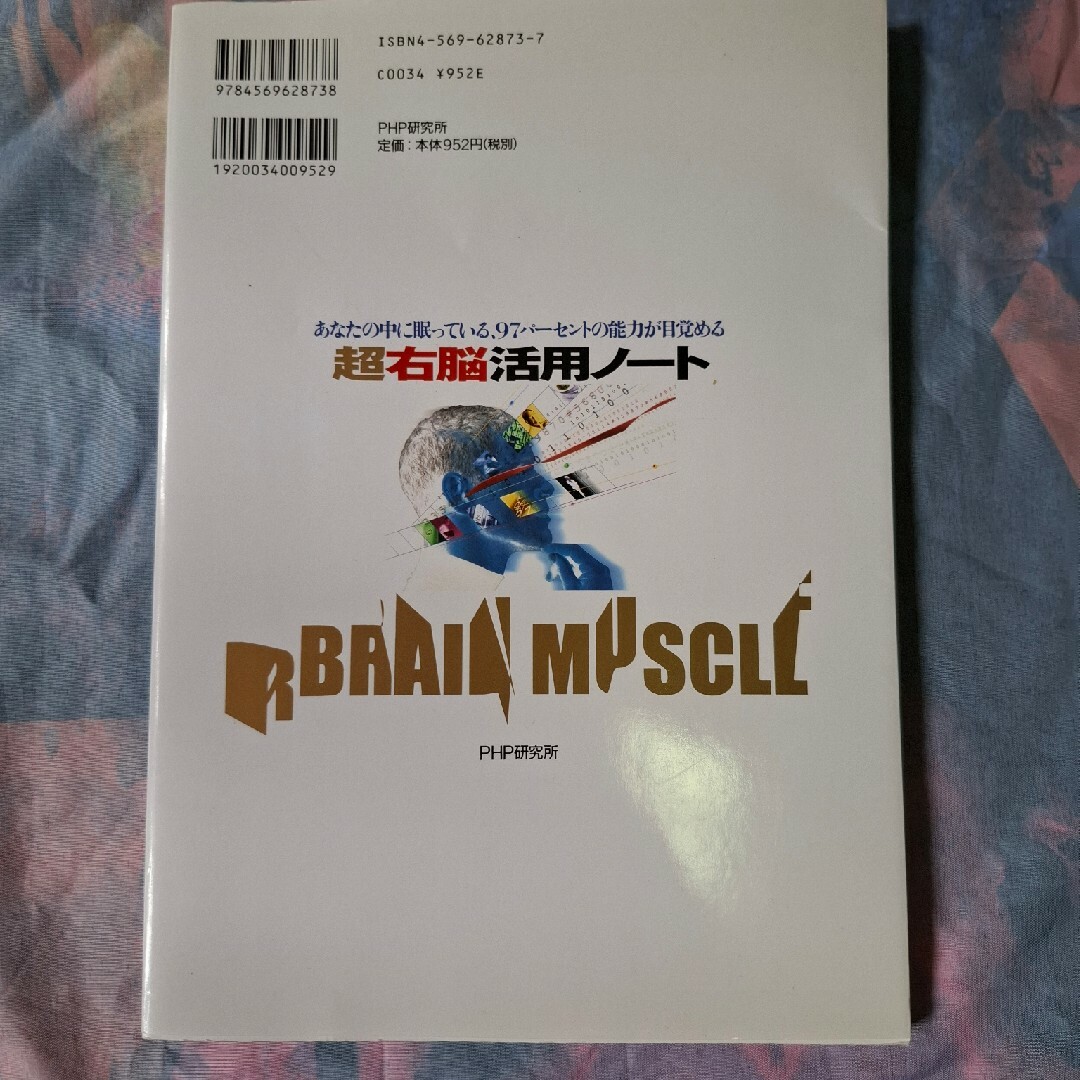 ISBN4-569-62873-7
C0034 ¥952E
9784569628738
PHP研究所
定価：本体952円(税別)
1920034009529
あなたの中に眠っている、97パーセントの能力が目覚める
超右脳活用ノート
R BRAIN MUSCLE
PHP研究所